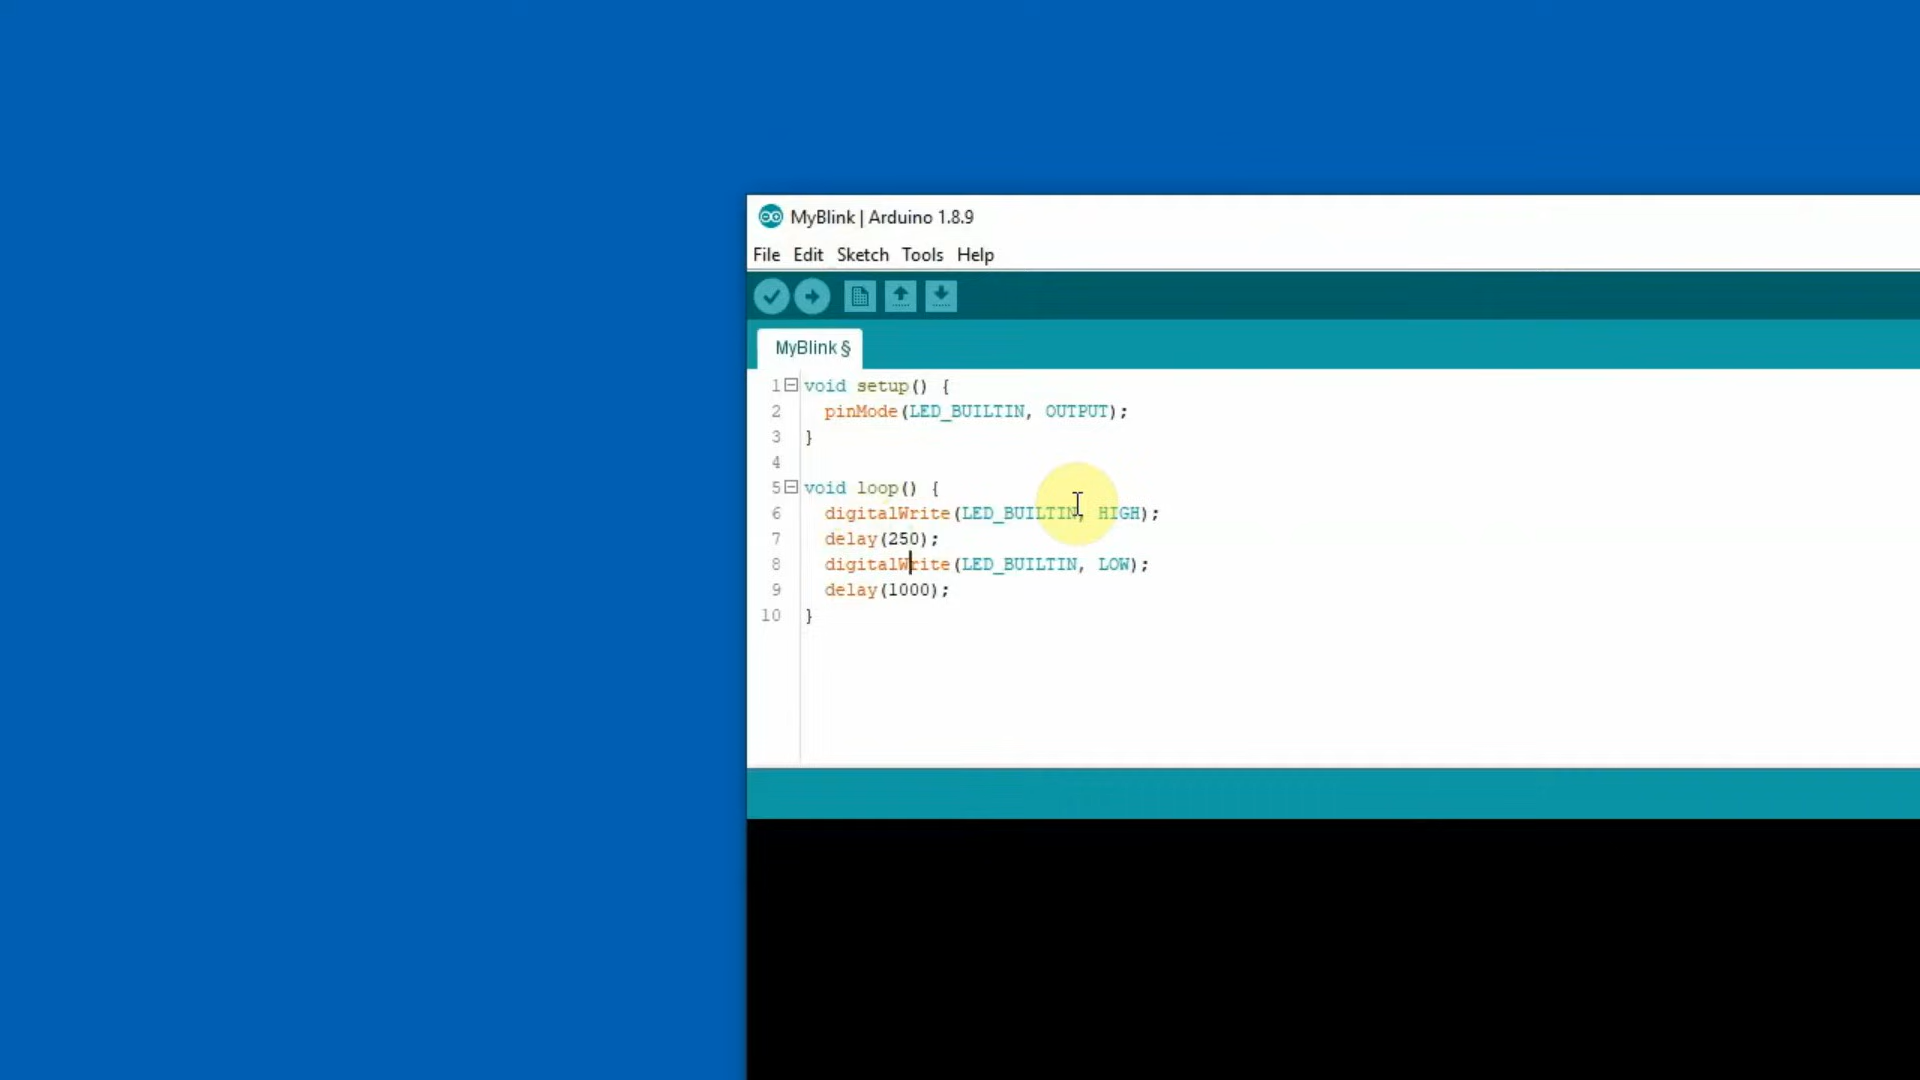 MyBlink | Arduino 1.8.9
File Edit Sketch Tools Help
MyBlink §
1 void setup() {
2 pinMode(LED_BUILTIN, OUTPUT);
3 }
4
5 void loop() {
6 digitalWrite(LED_BUILTIN, HIGH);
7 delay(250);
8 digitalWrite(LED_BUILTIN, LOW);
9 delay(1000);
10 }